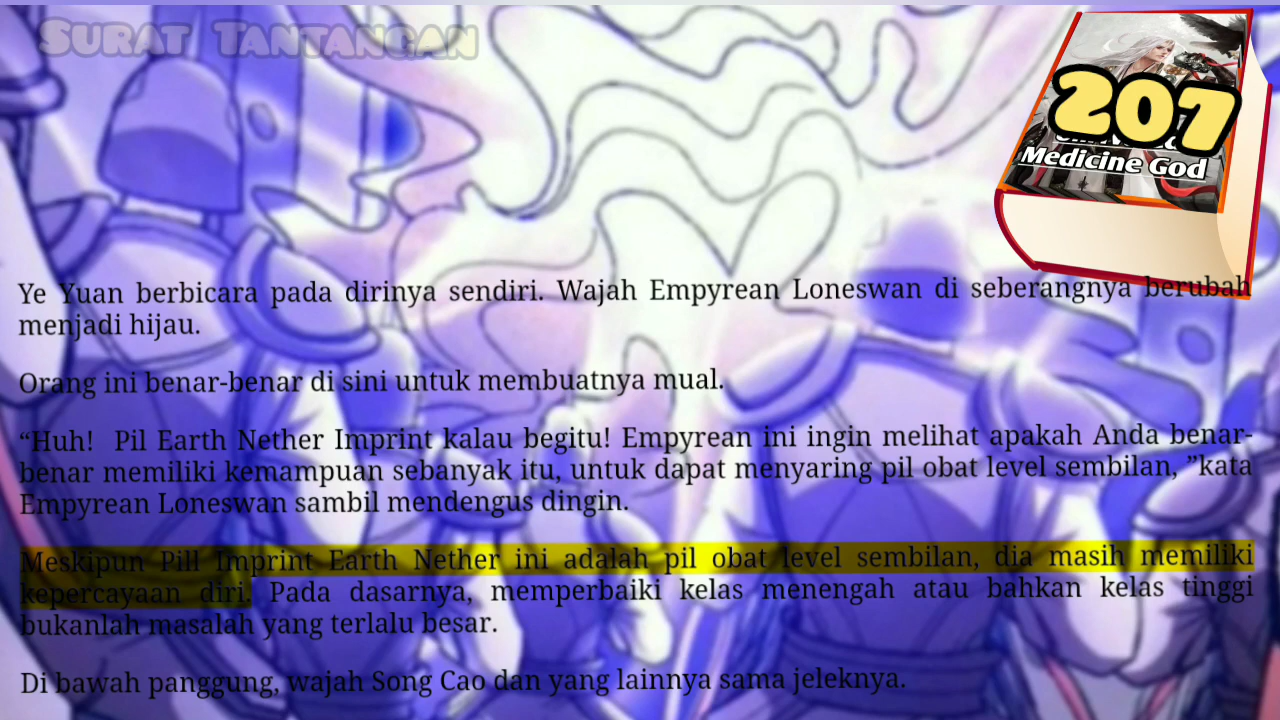 Surat Tantangan
207
Medicine God
Ye Yuan berbicara pada dirinya sendiri. Wajah Empyrean Loneswan di seberangnya berubah
menjadi hijau.
Orang ini benar-benar di sini untuk membuatnya mual.
“Huh!  Pil Earth Nether Imprint kalau begitu! Empyrean ini ingin melihat apakah Anda benar-
benar memiliki kemampuan sebanyak itu, untuk dapat menyaring pil obat level sembilan, ”kata
Empyrean Loneswan sambil mendengus dingin.
Meskipun Pill Imprint Earth Nether ini adalah pil obat level sembilan, dia masih memiliki
kepercayaan diri. Pada dasarnya, memperbaiki kelas menengah atau bahkan kelas tinggi
bukanlah masalah yang terlalu besar.
Di bawah panggung, wajah Song Cao dan yang lainnya sama jeleknya.